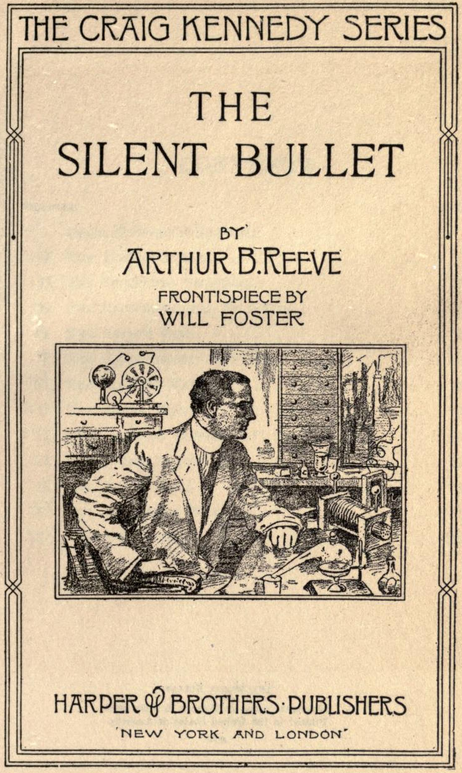 THE CRAIG KENNEDY SERIES
THE
SILENT BULLET
BY
ARTHUR B. REEVE
FRONTISPIECE BY
WILL FOSTER
HARPER & BROTHERS · PUBLISHERS
"NEW YORK AND LONDON"